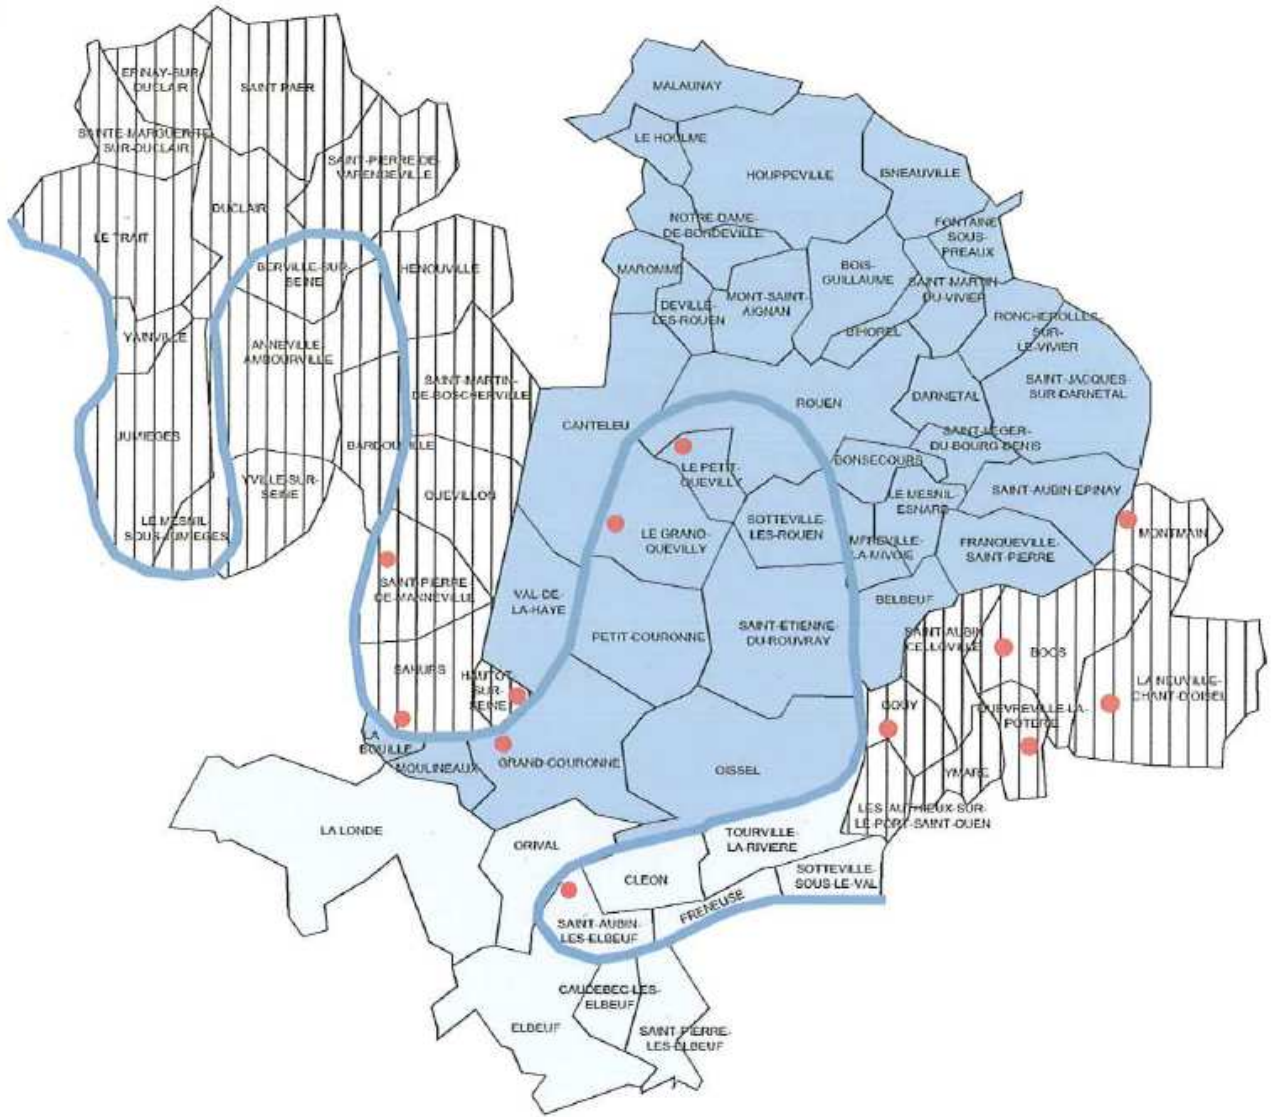 MALAUNAY
EPINAY-SUR-
DUCLAIR
SAINT PAER
SAINTE-MARGUERITE-
SUR-DUCLAIR
LE HOULME
SAINT-PIERRE-DE-
VARENGEVILLE
HOUPPEVILLE
ISNEAUVILLE
DUCLAIR
LE TRAIT
NOTRE-DAME-
DE-BONDEVILLE
FONTAINE
SOUS-
PREAUX
BERVILLE-SUR-
SEINE
HENOUVILLE
MAROMME
BOIS-
GUILLAUME
SAINT-MARTIN
DU-VIVIER
DEVILLE-
LES-ROUEN
MONT-SAINT-
AIGNAN
BIHOREL
RONCHEROLLES-
SUR-
LE-VIVIER
YAINVILLE
ANNEVILLE-
AMBOURVILLE
SAINT-MARTIN-
DE-BOSCHERVILLE
SAINT-JACQUES-
SUR-DARNETAL
DARNETAL
ROUEN
CANTELEU
JUMIEGES
BARDOUVILLE
SAINT-LEGER-
DU-BOURG-DENIS
BONSECOURS
LE PETIT-
QUEVILLY
YVILLE-SUR-
SEINE
QUEVILLON
LE MESNIL-
ESNARD
SAINT-AUBIN-EPINAY
LE MESNIL-
SOUS-JUMIEGES
LE GRAND-
QUEVILLY
SOTTEVILLE-
LES-ROUEN
AMFREVILLE-
LA-MIVOIE
FRANQUEVILLE-
SAINT-PIERRE
MONTMAIN
SAINT-PIERRE
DE-MANNEVILLE
VAL-DE-
LA-HAYE
BELBEUF
PETIT-COURONNE
SAINT-ETIENNE-
DU-ROUVRAY
SAINT-AUBIN
CELLOVILLE
BOOS
SAHURS
HAUTOT
SUR-
SEINE
LA NEUVILLE-
CHANT-D'OISEL
GOUY
QUEVREVILLE-LA-
POTERIE
LA
BOUILLE
MOULINEAUX
GRAND-COURONNE
OISSEL
YMARE
LES-AUTHIEUX-SUR-
LE-PORT-SAINT-OUEN
LA LONDE
ORIVAL
TOURVILLE-
LA-RIVIERE
CLEON
SOTTEVILLE-
SOUS-LE-VAL
FRENEUSE
SAINT-AUBIN-
LES-ELBEUF
CAUDEBEC-LES-
ELBEUF
ELBEUF
SAINT-PIERRE-
LES-ELBEUF